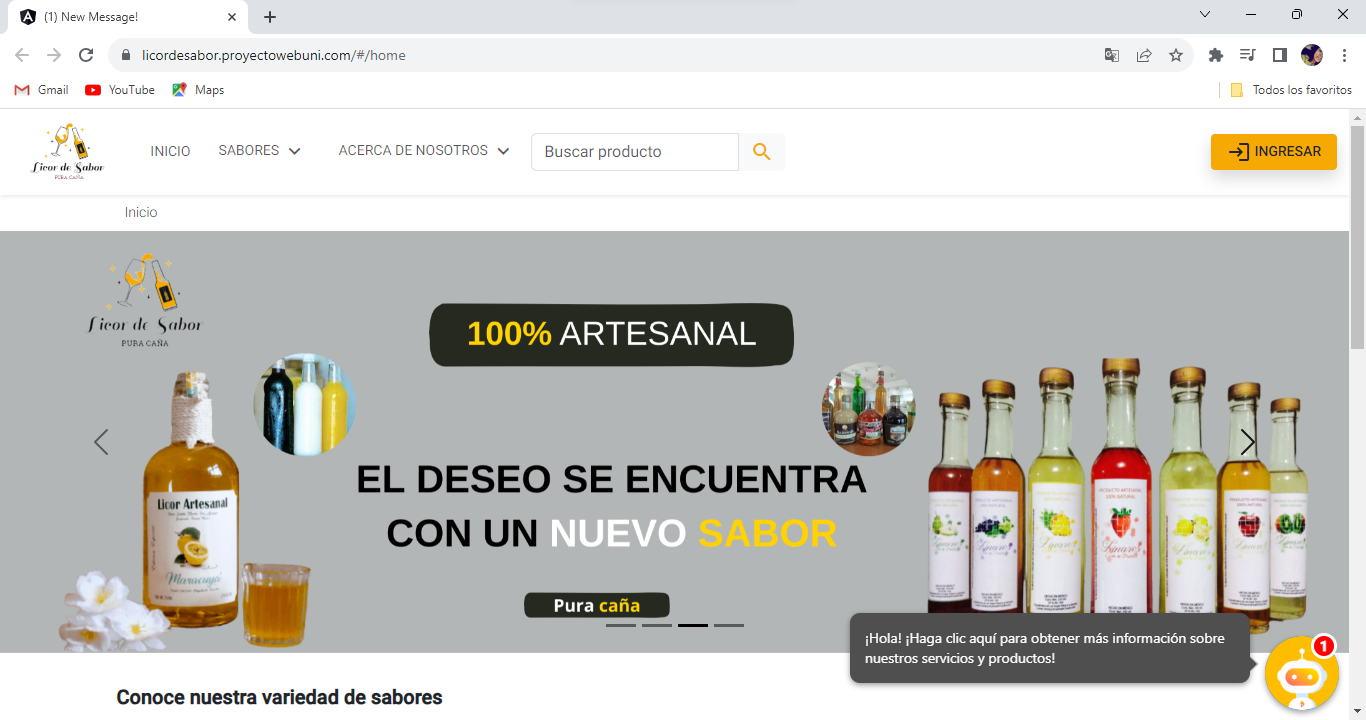 (1) New Message!
licordesabor.proyectowebuni.com/#/home
Gmail
YouTube
Maps
Todos los favoritos
Licor de Sabor
PURA CAÑA
INICIO
SABORES
ACERCA DE NOSOTROS
Buscar producto
INGRESAR
Inicio
Licor de Sabor
PURA CAÑA
100% ARTESANAL
EL DESEO SE ENCUENTRA
CON UN NUEVO SABOR
Pura caña
Licor Artesanal
Maracuyá
¡Hola! ¡Haga clic aquí para obtener más información sobre
nuestros servicios y productos!
1
Conoce nuestra variedad de sabores